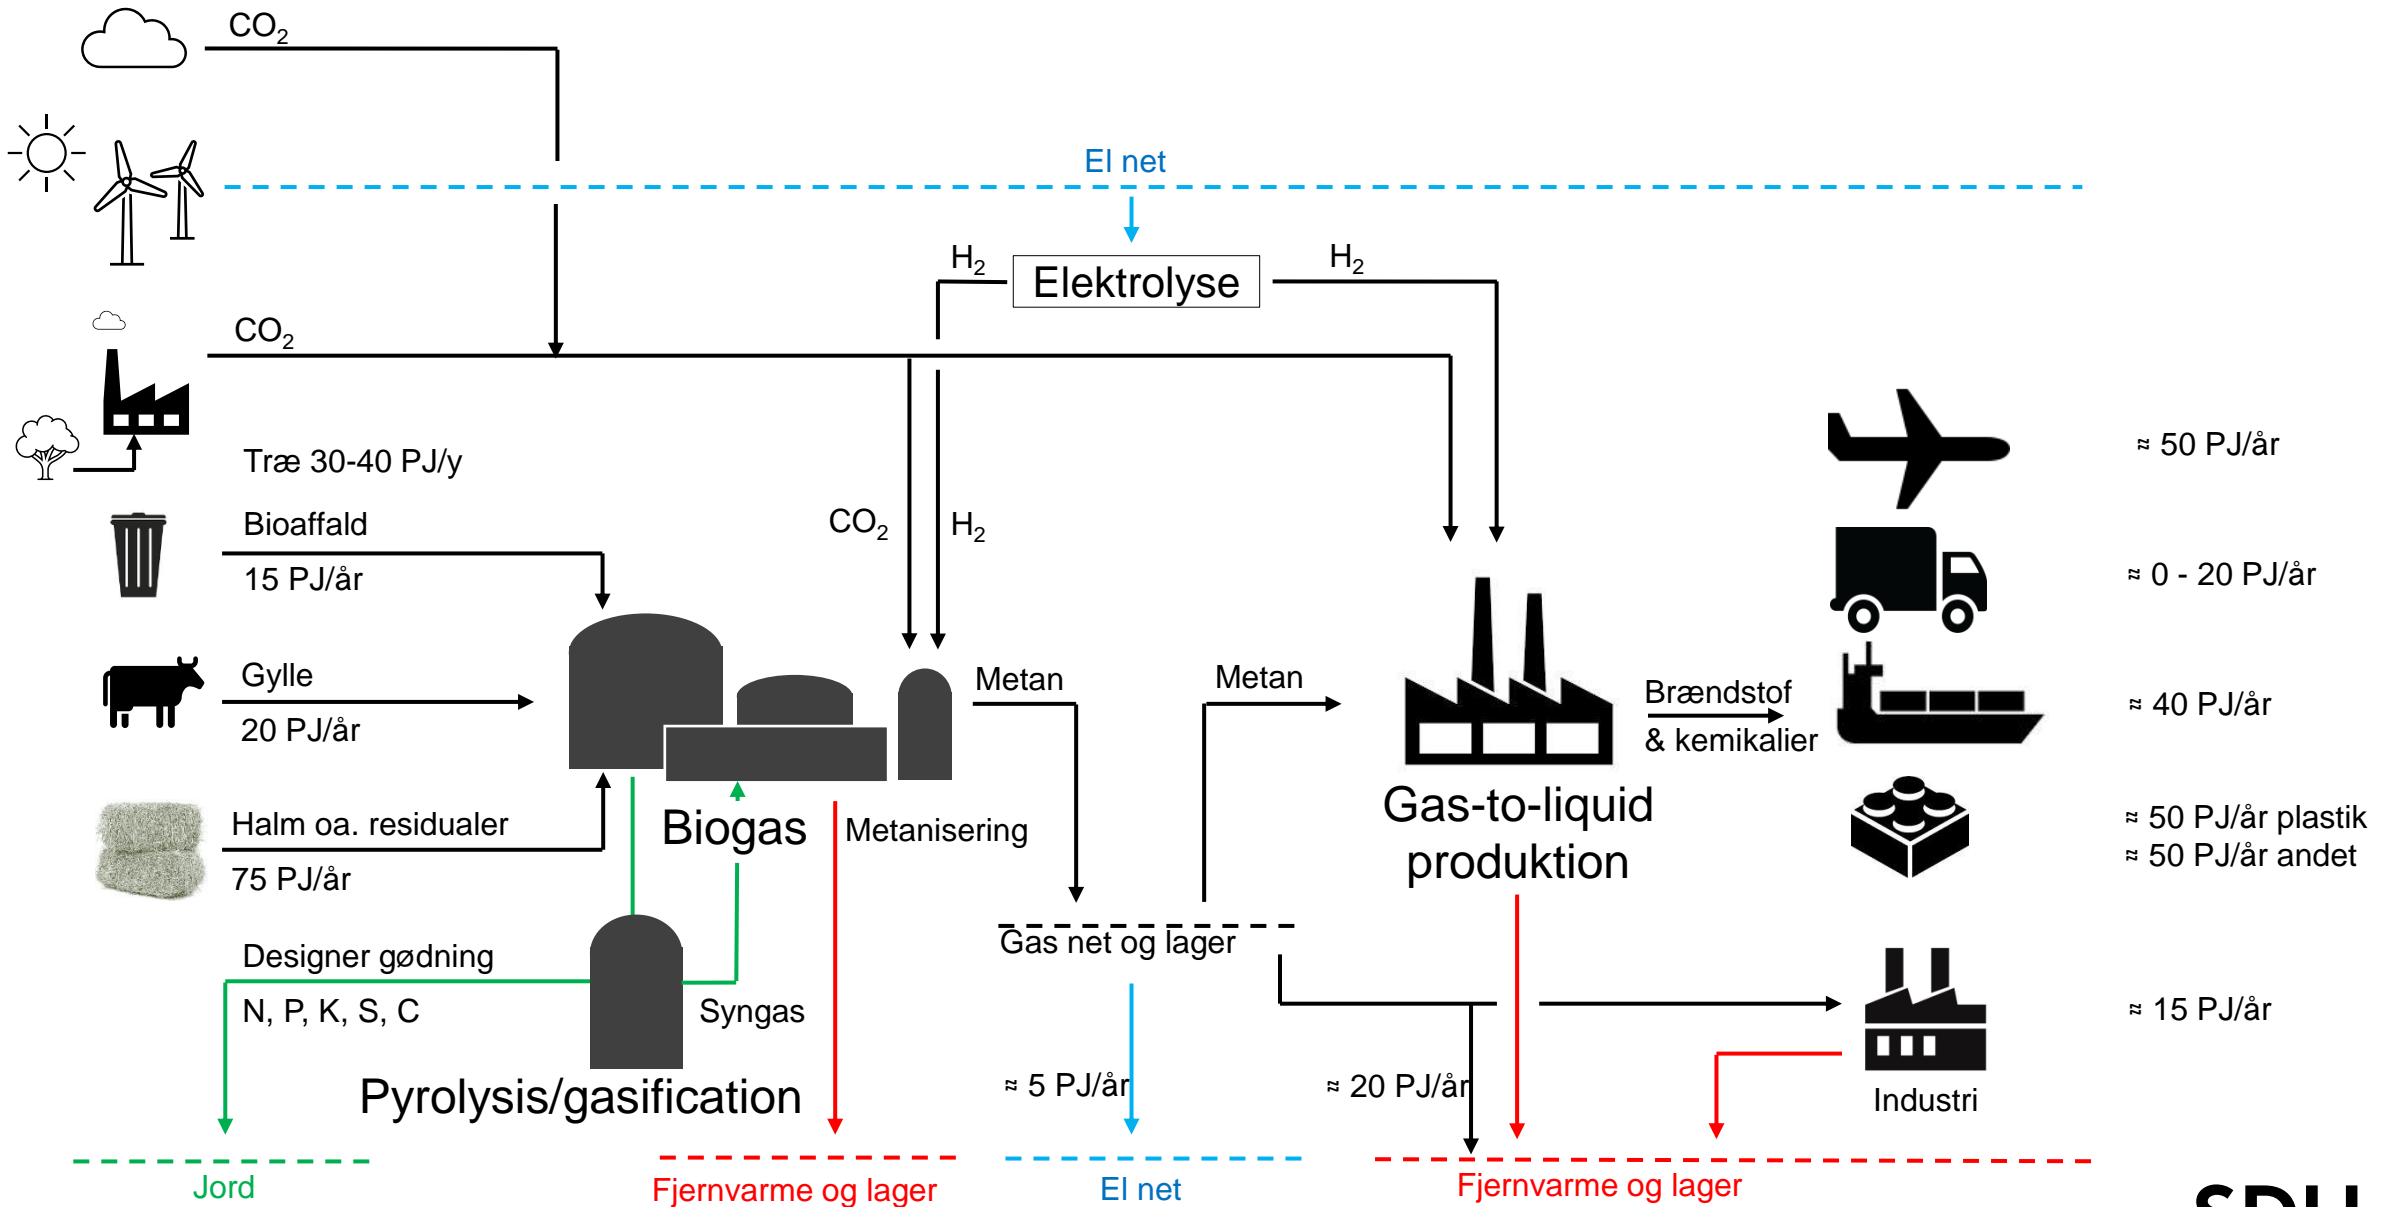 CO₂
El net
H₂
Elektrolyse
H₂
CO₂
Træ 30-40 PJ/y
≈ 50 PJ/år
Bioaffald
15 PJ/år
CO₂
H₂
≈ 0 - 20 PJ/år
Gylle
20 PJ/år
Metan
Metan
Brændstof
& kemikalier
≈ 40 PJ/år
Halm oa. residualer
75 PJ/år
Biogas
Metanisering
Gas-to-liquid
produktion
≈ 50 PJ/år plastik
≈ 50 PJ/år andet
Designer gødning
N, P, K, S, C
Syngas
Gas net og lager
≈ 15 PJ/år
Pyrolysis/gasification
≈ 5 PJ/år
≈ 20 PJ/år
Industri
Jord
Fjernvarme og lager
El net
Fjernvarme og lager
SDU